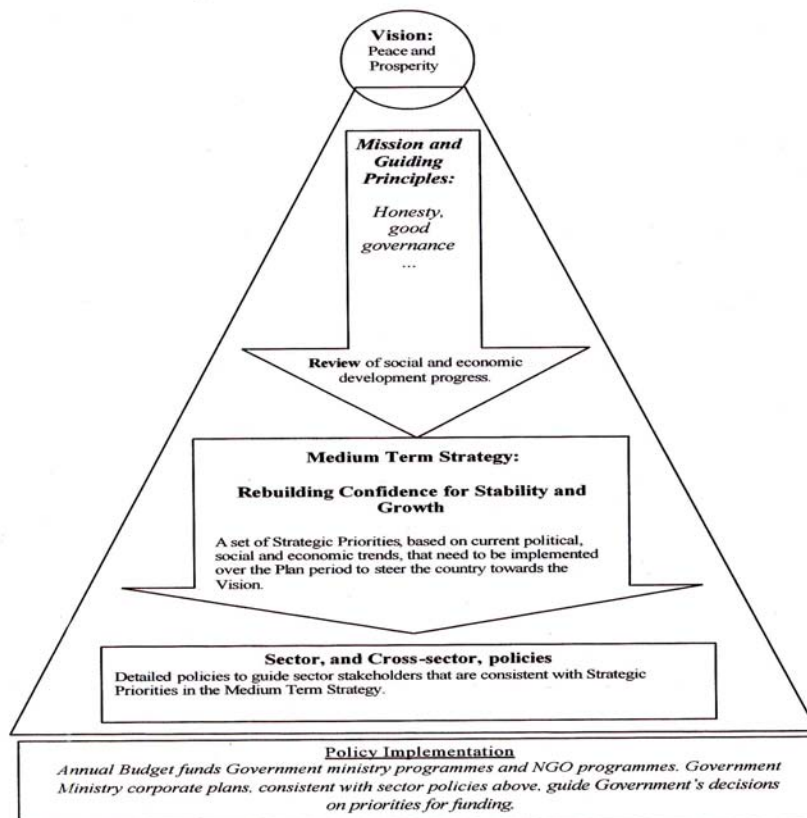 Vision:
Peace and
Prosperity
Mission and
Guiding
Principles:
Honesty,
good
governance
...
Review of social and economic
development progress.
Medium Term Strategy:
Rebuilding Confidence for Stability and
Growth
A set of Strategic Priorities, based on current political,
social and economic trends, that need to be implemented
over the Plan period to steer the country towards the
Vision.
Sector, and Cross-sector, policies
Detailed policies to guide sector stakeholders that are consistent with Strategic
Priorities in the Medium Term Strategy.
Policy Implementation
Annual Budget funds Government ministry programmes and NGO programmes. Government
Ministry corporate plans, consistent with sector policies above, guide Government's decisions
on priorities for funding.